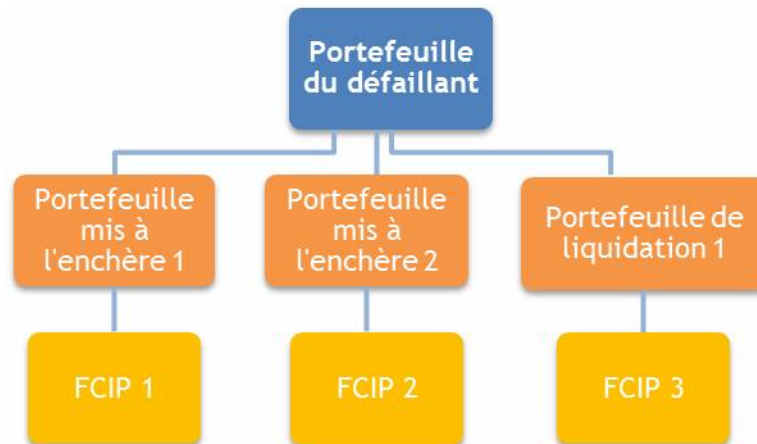 Portefeuille
du défaillant
Portefeuille
mis à
l'enchère 1
Portefeuille
mis à
l'enchère 2
Portefeuille de
liquidation 1
FCIP 1
FCIP 2
FCIP 3